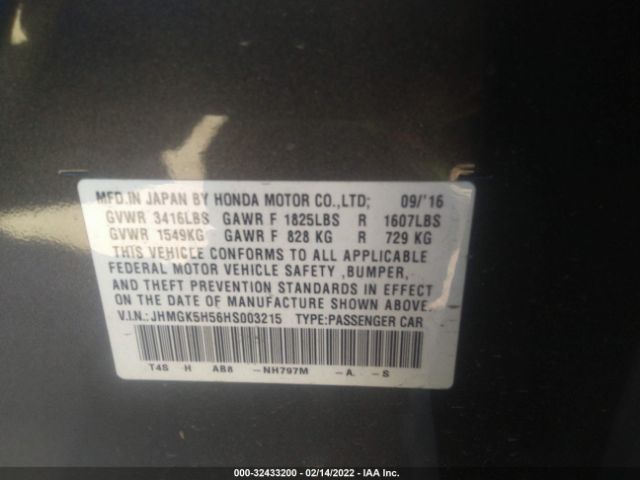 MFD.IN JAPAN BY HONDA MOTOR CO.,LTD; 09/'16
GVWR 3416LBS GAWR F 1825LBS R 1607LBS
GVWR 1549KG GAWR F 828 KG R 729 KG
THIS VEHICLE CONFORMS TO ALL APPLICABLE
FEDERAL MOTOR VEHICLE SAFETY ,BUMPER,
AND THEFT PREVENTION STANDARDS IN EFFECT
ON THE DATE OF MANUFACTURE SHOWN ABOVE.
V.I.N.: JHMGK5H56HS003215 TYPE:PASSENGER CAR
T4S H AB8 -NH797M -A. -S
000-32433200 - 02/14/2022 - IAA Inc.